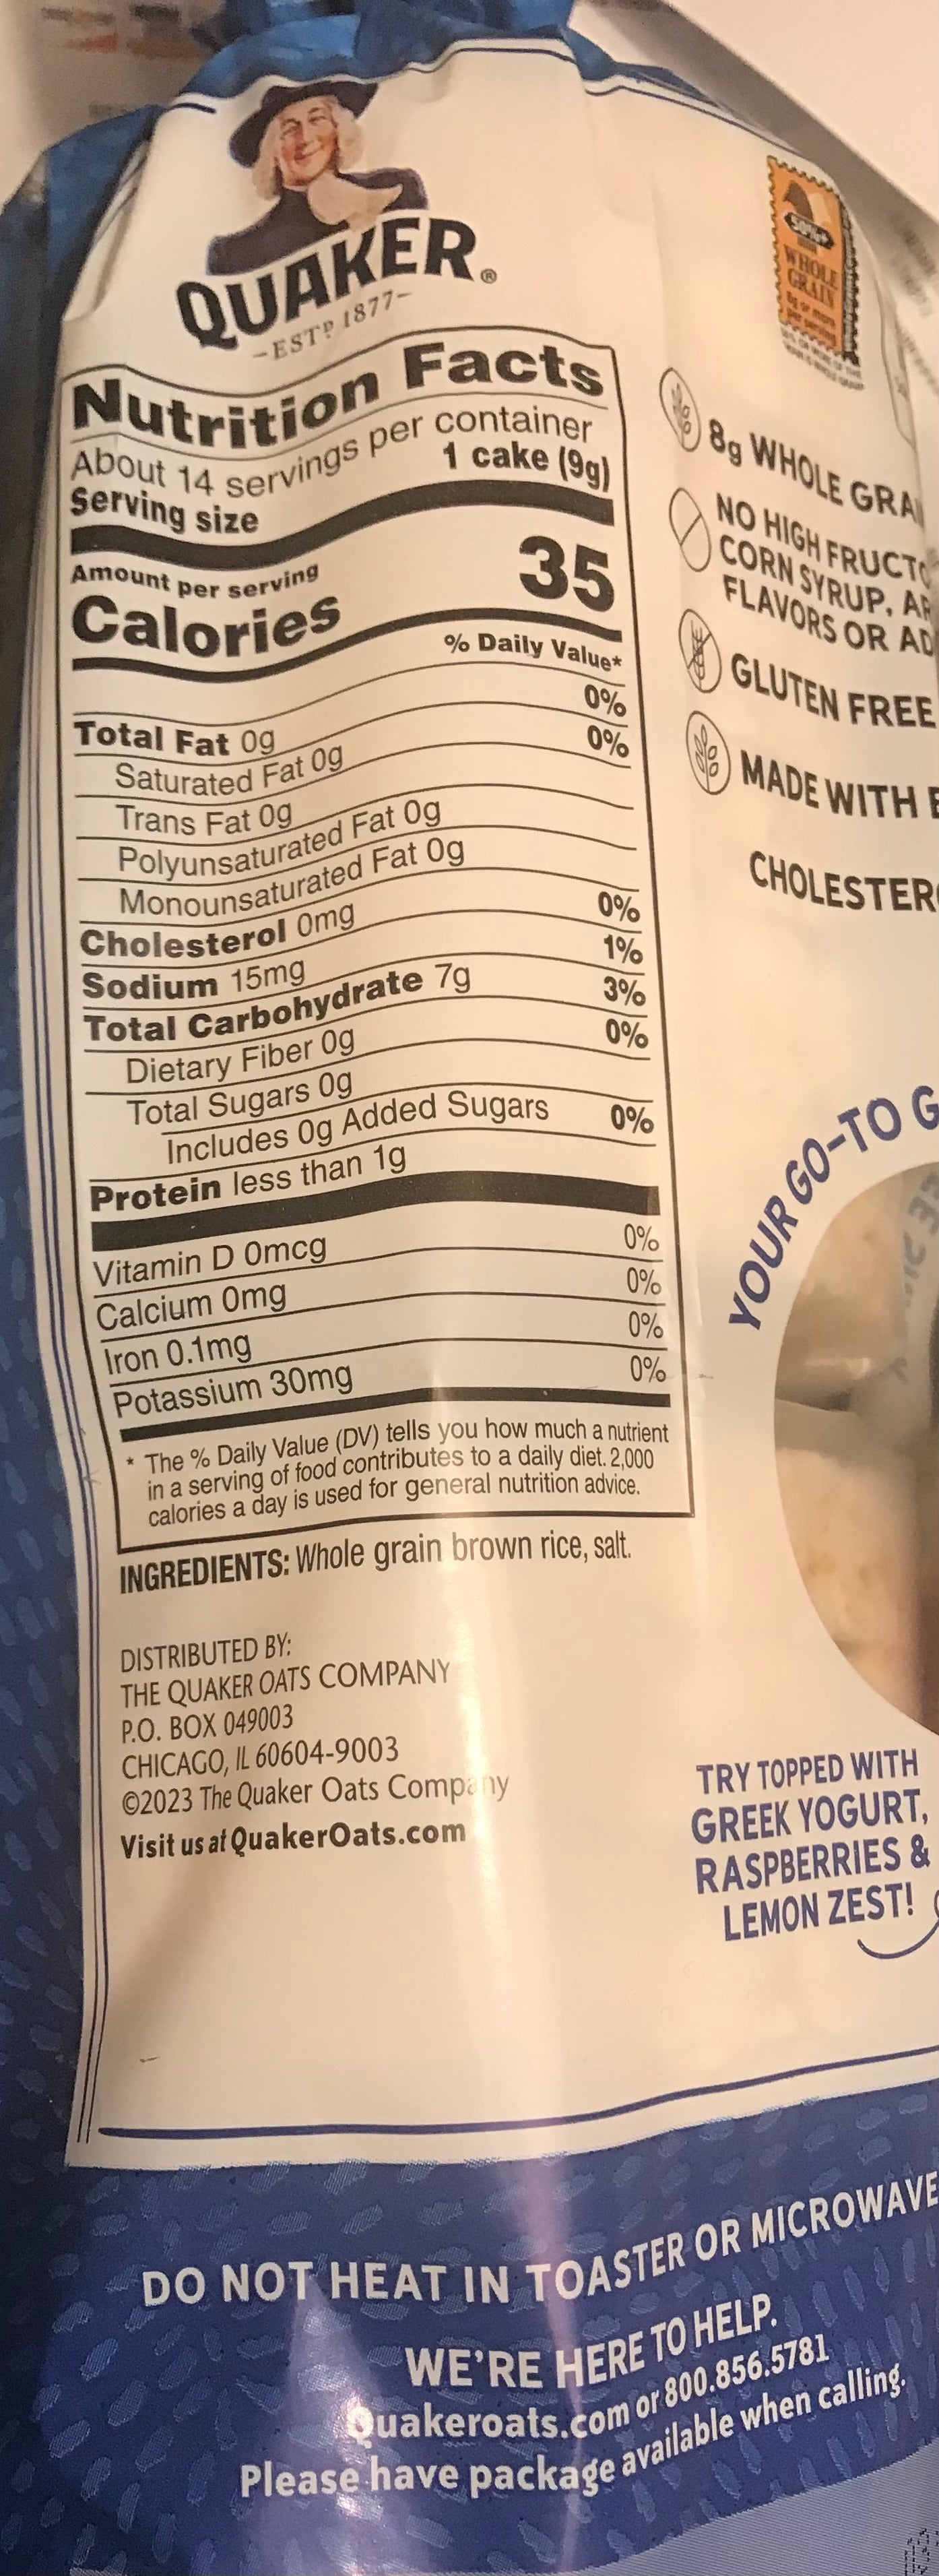 QUAKER®
-ESTD 1877-
Nutrition Facts
About 14 servings per container
Serving size 1 cake (9g)
Amount per serving
Calories 35
% Daily Value*
Total Fat 0g 0%
Saturated Fat 0g 0%
Trans Fat 0g
Polyunsaturated Fat 0g
Monounsaturated Fat 0g
Cholesterol 0mg 0%
Sodium 15mg 1%
Total Carbohydrate 7g 3%
Dietary Fiber 0g 0%
Total Sugars 0g
Includes 0g Added Sugars 0%
Protein less than 1g
Vitamin D 0mcg 0%
Calcium 0mg 0%
Iron 0.1mg 0%
Potassium 30mg 0%
* The % Daily Value (DV) tells you how much a nutrient
in a serving of food contributes to a daily diet. 2,000
calories a day is used for general nutrition advice.
INGREDIENTS: Whole grain brown rice, salt.
DISTRIBUTED BY:
THE QUAKER OATS COMPANY
P.O. BOX 049003
CHICAGO, IL 60604-9003
©2023 The Quaker Oats Company
Visit us at QuakerOats.com
50%+
WHOLE
GRAIN
8g or more
per serving
8g WHOLE GRAI
NO HIGH FRUCTO
CORN SYRUP, AR
FLAVORS OR AD
GLUTEN FREE
MADE WITH
CHOLESTER
YOUR GO-TO G
TRY TOPPED WITH
GREEK YOGURT,
RASPBERRIES &
LEMON ZEST!
DO NOT HEAT IN TOASTER OR MICROWAVE
WE'RE HERE TO HELP.
Quakeroats.com or 800.856.5781
Please have package available when calling.